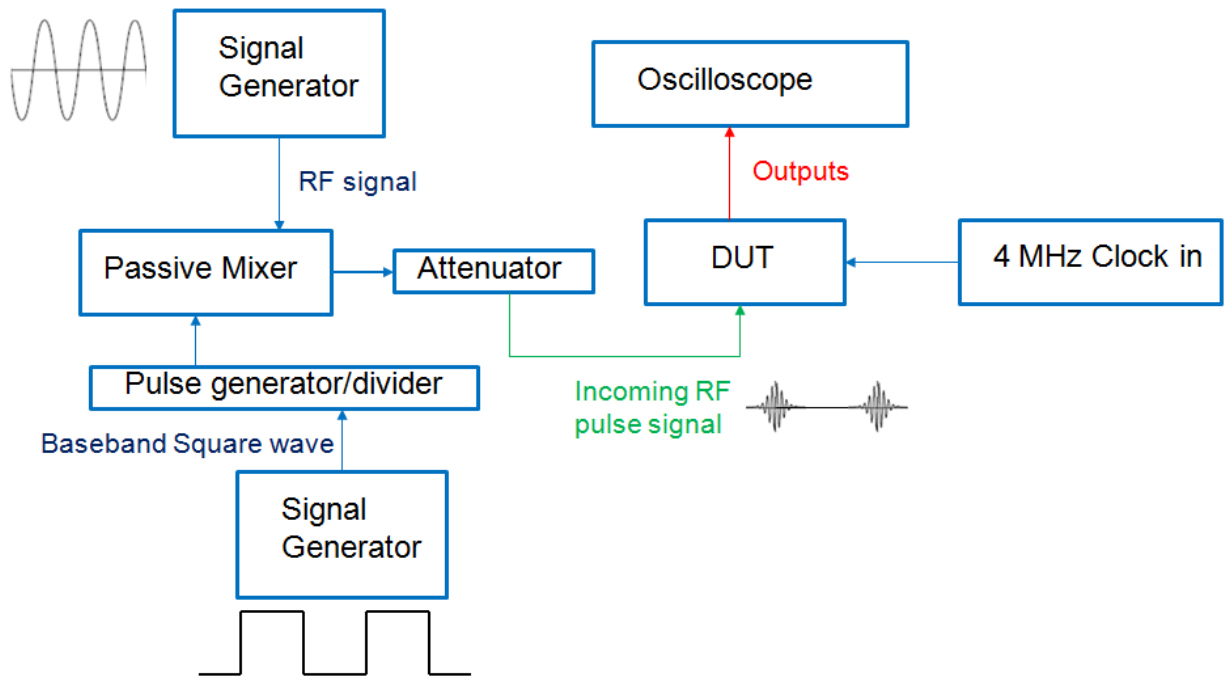 Signal
Generator
Oscilloscope
RF signal
Outputs
Passive Mixer
Attenuator
DUT
4 MHz Clock in
Pulse generator/divider
Incoming RF
pulse signal
Baseband Square wave
Signal
Generator